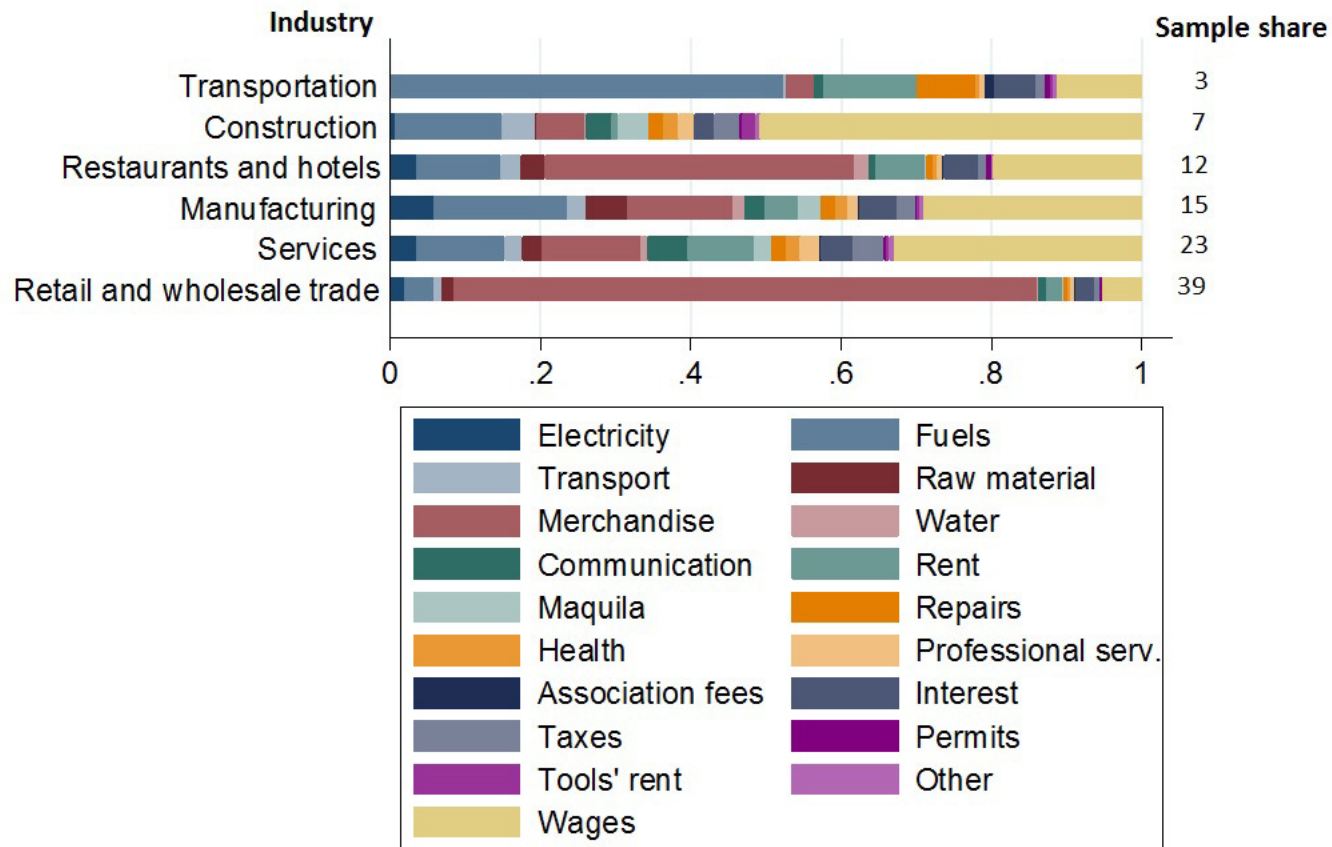 Industry Sample share
Transportation 3
Construction 7
Restaurants and hotels 12
Manufacturing 15
Services 23
Retail and wholesale trade 39
0 .2 .4 .6 .8 1
Electricity Fuels
Transport Raw material
Merchandise Water
Communication Rent
Maquila Repairs
Health Professional serv.
Association fees Interest
Taxes Permits
Tools' rent Other
Wages